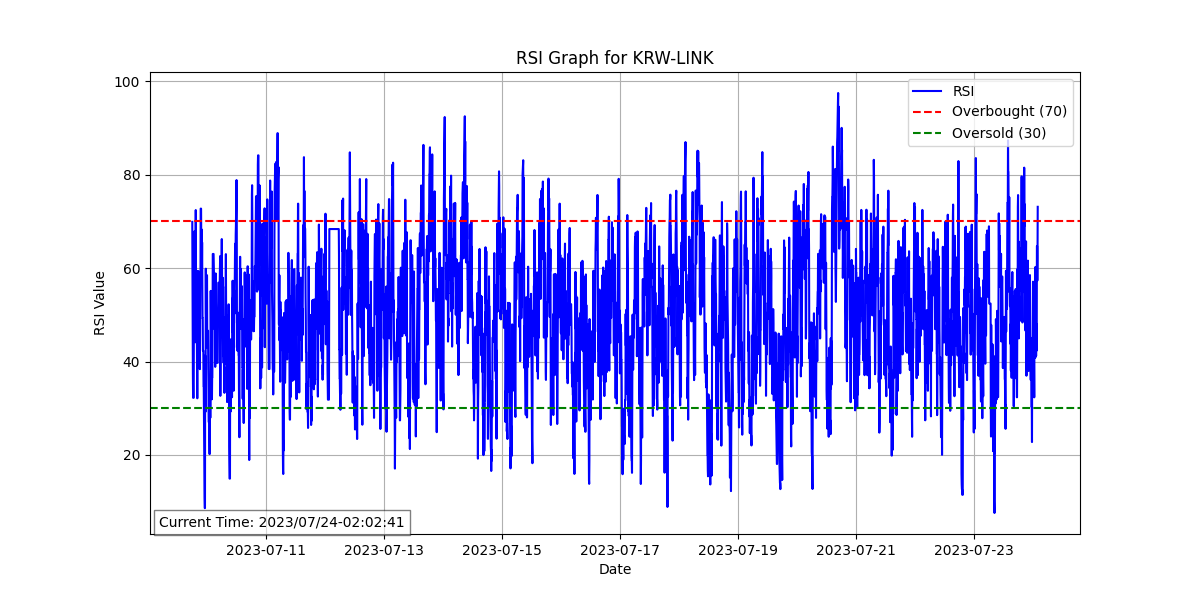 RSI Graph for KRW-LINK
100
80
60
40
20
RSI Value
RSI
Overbought (70)
Oversold (30)
Current Time: 2023/07/24-02:02:41
2023-07-11
2023-07-13
2023-07-15
2023-07-17
2023-07-19
2023-07-21
2023-07-23
Date